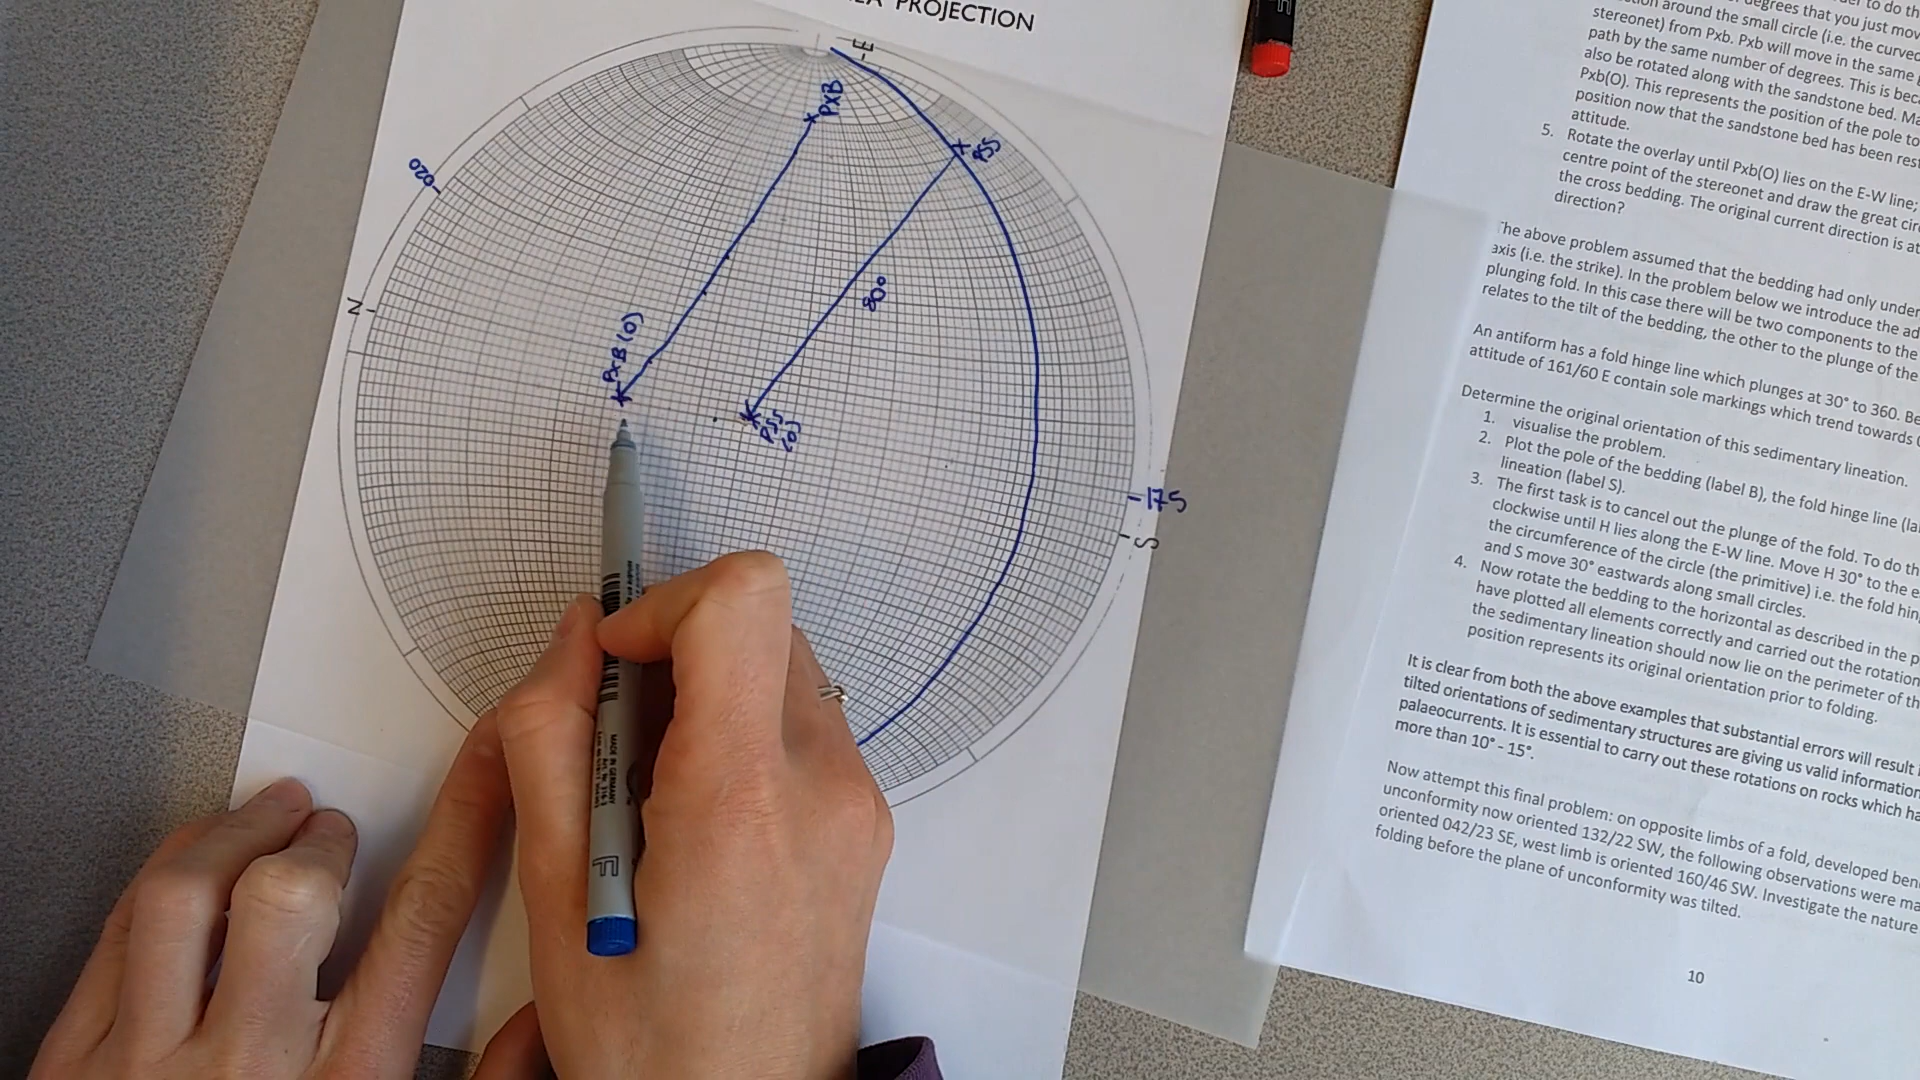 PROJECTION
-E
PXB
PSS
-020
N
80°
PxB (0)
PSS
(0)
-175
S
F
MADE IN GERMANY
degrees that you just mov
around the small circle (i.e. the curved
stereonet) from Pxb. Pxb will move in the same
path by the same number of degrees. This is bec
also be rotated along with the sandstone bed. Ma
Pxb(O). This represents the position of the pole to
position now that the sandstone bed has been rest
attitude.
5. Rotate the overlay until Pxb(O) lies on the E-W line;
centre point of the stereonet and draw the great cir
the cross bedding. The original current direction is at
direction?
The above problem assumed that the bedding had only under
axis (i.e. the strike). In the problem below we introduce the ad
plunging fold. In this case there will be two components to the
relates to the tilt of the bedding, the other to the plunge of the
An antiform has a fold hinge line which plunges at 30° to 360. Be
attitude of 161/60 E contain sole markings which trend towards
Determine the original orientation of this sedimentary lineation.
1. visualise the problem.
2. Plot the pole of the bedding (label B), the fold hinge line (la
lineation (label S).
3. The first task is to cancel out the plunge of the fold. To do th
clockwise until H lies along the E-W line. Move H 30° to the e
the circumference of the circle (the primitive) i.e. the fold hin
and S move 30° eastwards along small circles.
4. Now rotate the bedding to the horizontal as described in the p
have plotted all elements correctly and carried out the rotation
the sedimentary lineation should now lie on the perimeter of th
position represents its original orientation prior to folding.
It is clear from both the above examples that substantial errors will result i
tilted orientations of sedimentary structures are giving us valid information
palaeocurrents. It is essential to carry out these rotations on rocks which ha
more than 10° - 15°.
Now attempt this final problem: on opposite limbs of a fold, developed ben
unconformity now oriented 132/22 SW, the following observations were ma
oriented 042/23 SE, west limb is oriented 160/46 SW. Investigate the nature
folding before the plane of unconformity was tilted.
10